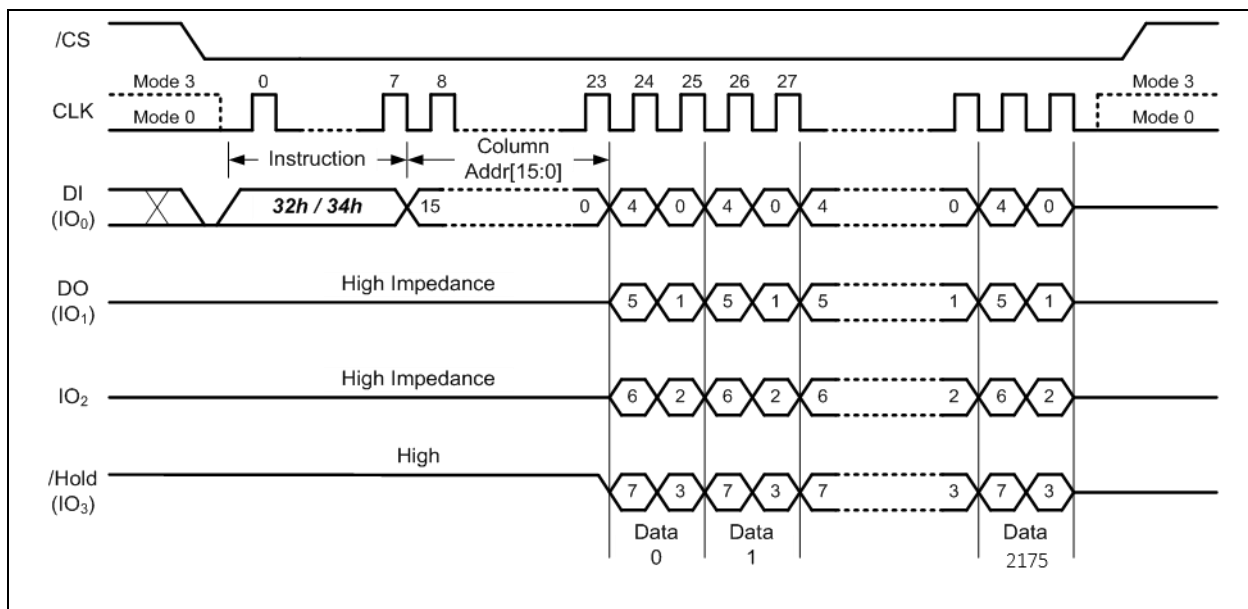 /CS
Mode 3 0 7 8 23 24 25 26 27 Mode 3
CLK
Mode 0 Mode 0
Instruction Column
Addr[15:0]
DI
(IO₀)
32h / 34h 15 0 4 0 4 0 4 0 4 0
High Impedance
DO
(IO₁)
5 1 5 1 5 1 5 1
High Impedance
IO₂ 6 2 6 2 6 2 6 2
High
/Hold
(IO₃)
7 3 7 3 7 3 7 3
Data Data Data
0 1 2175